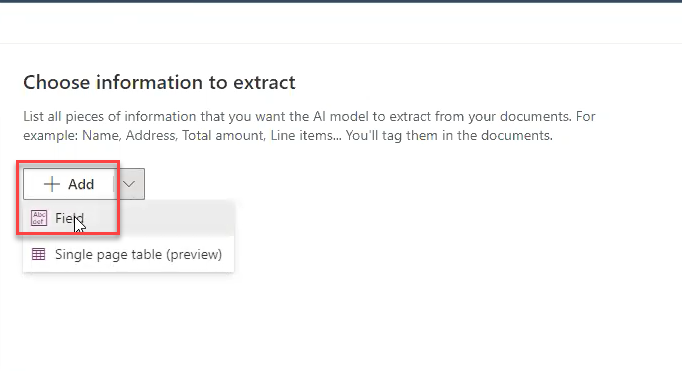 Choose information to extract
List all pieces of information that you want the AI model to extract from your documents. For
example: Name, Address, Total amount, Line items... You'll tag them in the documents.
Add
Abc
def
Field
Single page table (preview)